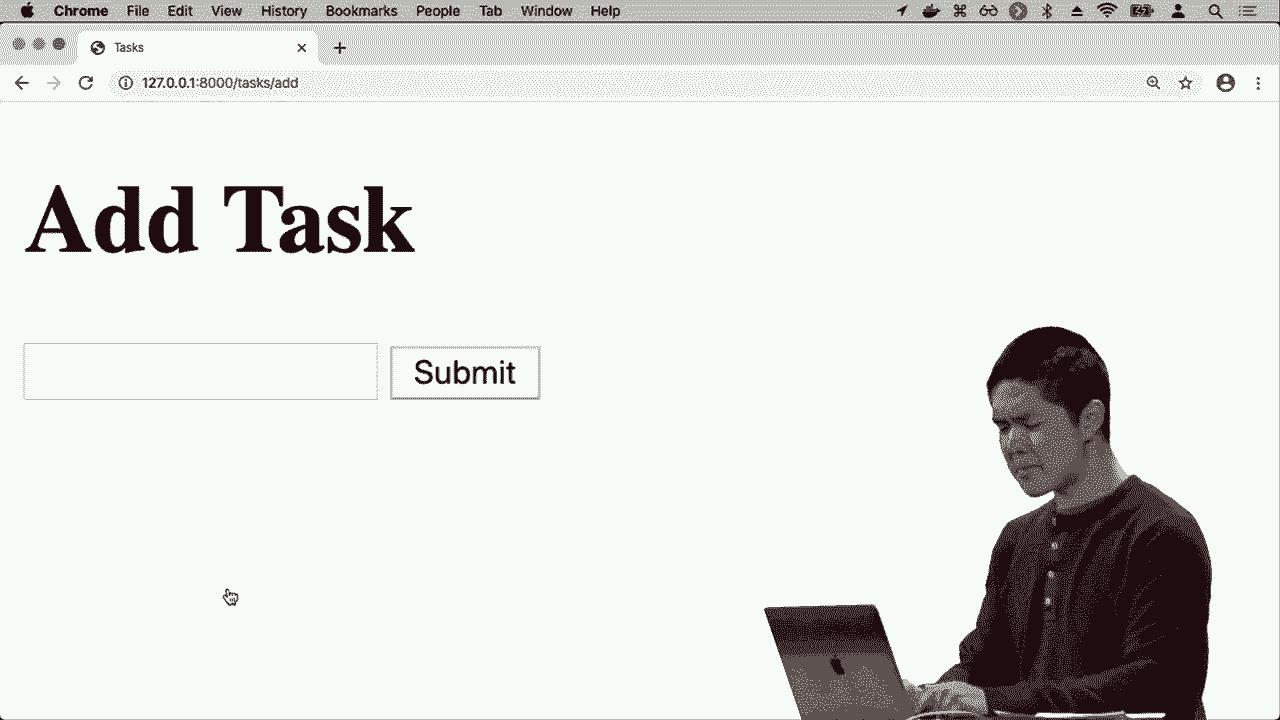 Chrome File Edit View History Bookmarks People Tab Window Help
Tasks
127.0.0.1:8000/tasks/add
Add Task
Submit